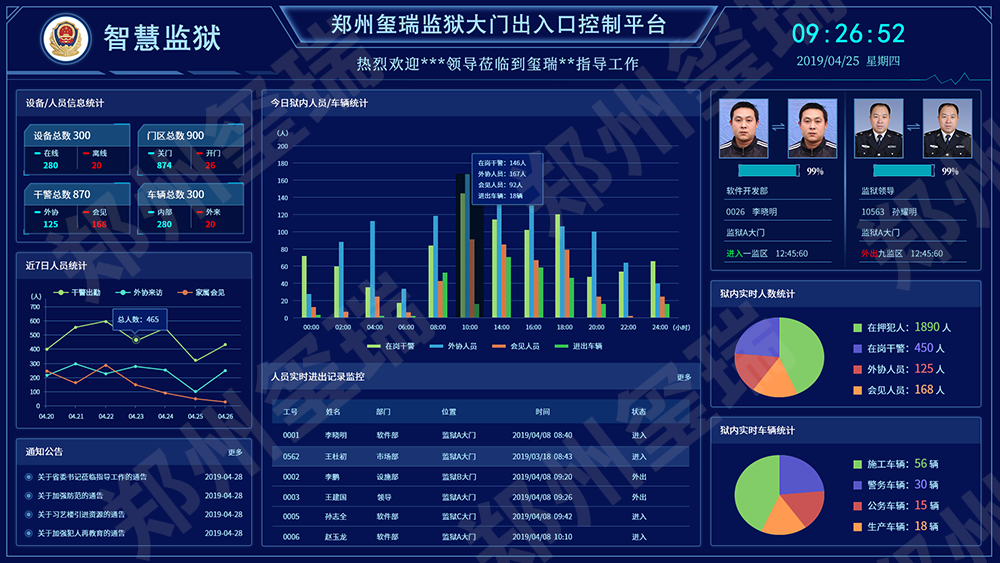 智慧监狱
郑州玺瑞监狱大门出入口控制平台
热烈欢迎***领导莅临到玺瑞**指导工作
09:26:52
2019/04/25 星期四
设备/人员信息统计
设备总数 300
在线 离线
280 20
门区总数 900
关门 开门
874 26
干警总数 870
外协 会见
125 168
车辆总数 300
内部 外来
280 20
近7日人员统计
(人)
干警出勤 外协来访 家属会见
总人数：465
700
600
500
400
300
200
100
0
04.20 04.21 04.22 04.23 04.24 04.25 04.26
通知公告 更多
关于省委书记莅临指导工作的通告 2019-04-28
关于加强防范的通告 2019-04-28
关于习艺楼引进资源的通告 2019-04-28
关于加强犯人再教育的通告 2019-04-28
今日狱内人员/车辆统计
(人)
200
180
160
140
120
100
80
60
40
20
0
在岗干警：146人
外协人员：167人
会见人员：92人
进出车辆：18辆
00:00 02:00 04:00 06:00 08:00 10:00 14:00 16:00 18:00 20:00 22:00 24:00 (小时)
在岗干警 外协人员 会见人员 进出车辆
人员实时进出记录监控 更多
工号 姓名 部门 位置 时间 状态
0001 李晓明 软件部 监狱A大门 2019/04/08 08:40 进入
0562 王杜初 市场部 监狱A大门 2019/03/18 08:43 进入
0002 李鹏 设施部 监狱B大门 2019/04/08 09:20 外出
0003 王建国 领导 监狱A大门 2019/04/08 09:26 外出
0005 孙志全 软件部 监狱C大门 2019/04/08 09:42 进入
0006 赵玉龙 软件部 监狱A大门 2019/04/08 10:10 进入
99%
软件开发部
0026 李晓明
监狱A大门
进入一监区 12:45:60
99%
监狱领导
10563 孙耀明
监狱A大门
外出九监区 12:45:60
狱内实时人数统计
在押犯人：1890 人
在岗干警：450 人
外协人员：125 人
会见人员：168 人
狱内实时车辆统计
施工车辆：56 辆
警务车辆：30 辆
公务车辆：15 辆
生产车辆：18 辆
郑州玺瑞
郑州玺瑞
郑州玺瑞
郑州玺瑞